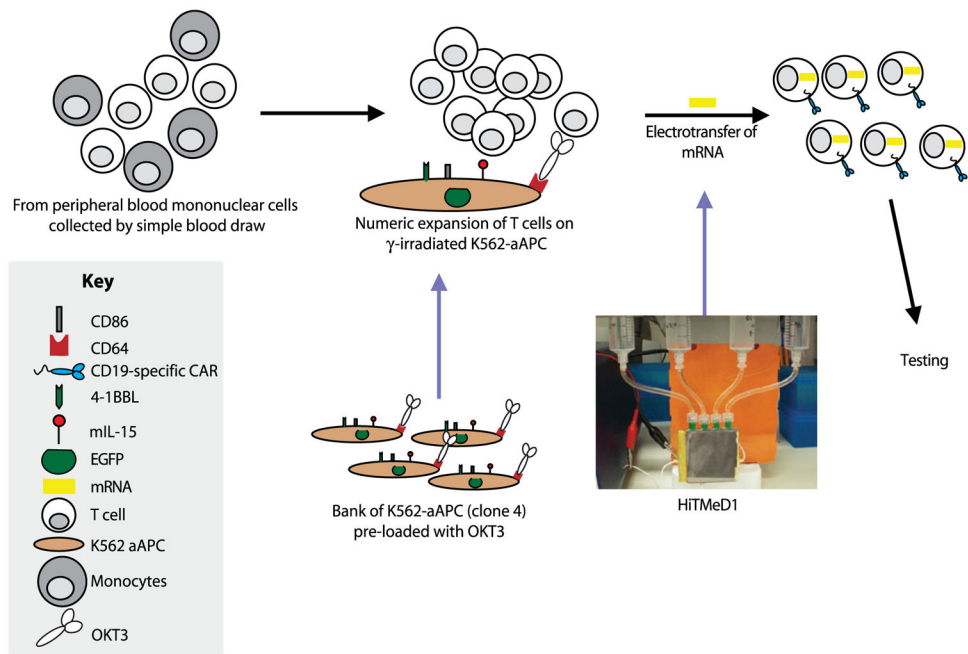 From peripheral blood mononuclear cells
collected by simple blood draw
Numeric expansion of T cells on
γ-irradiated K562-aAPC
Electrotransfer of
mRNA
Testing
Key
CD86
CD64
CD19-specific CAR
4-1BBL
mIL-15
EGFP
mRNA
T cell
K562 aAPC
Monocytes
OKT3
Bank of K562-aAPC (clone 4)
pre-loaded with OKT3
HiTMeD1